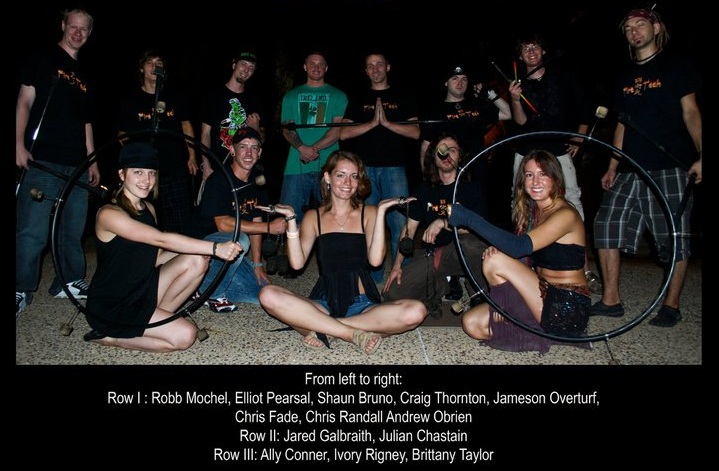 From left to right:
Row I : Robb Mochel, Elliot Pearsal, Shaun Bruno, Craig Thornton, Jameson Overturf,
Chris Fade, Chris Randall Andrew Obrien
Row II: Jared Galbraith, Julian Chastain
Row III: Ally Conner, Ivory Rigney, Brittany Taylor